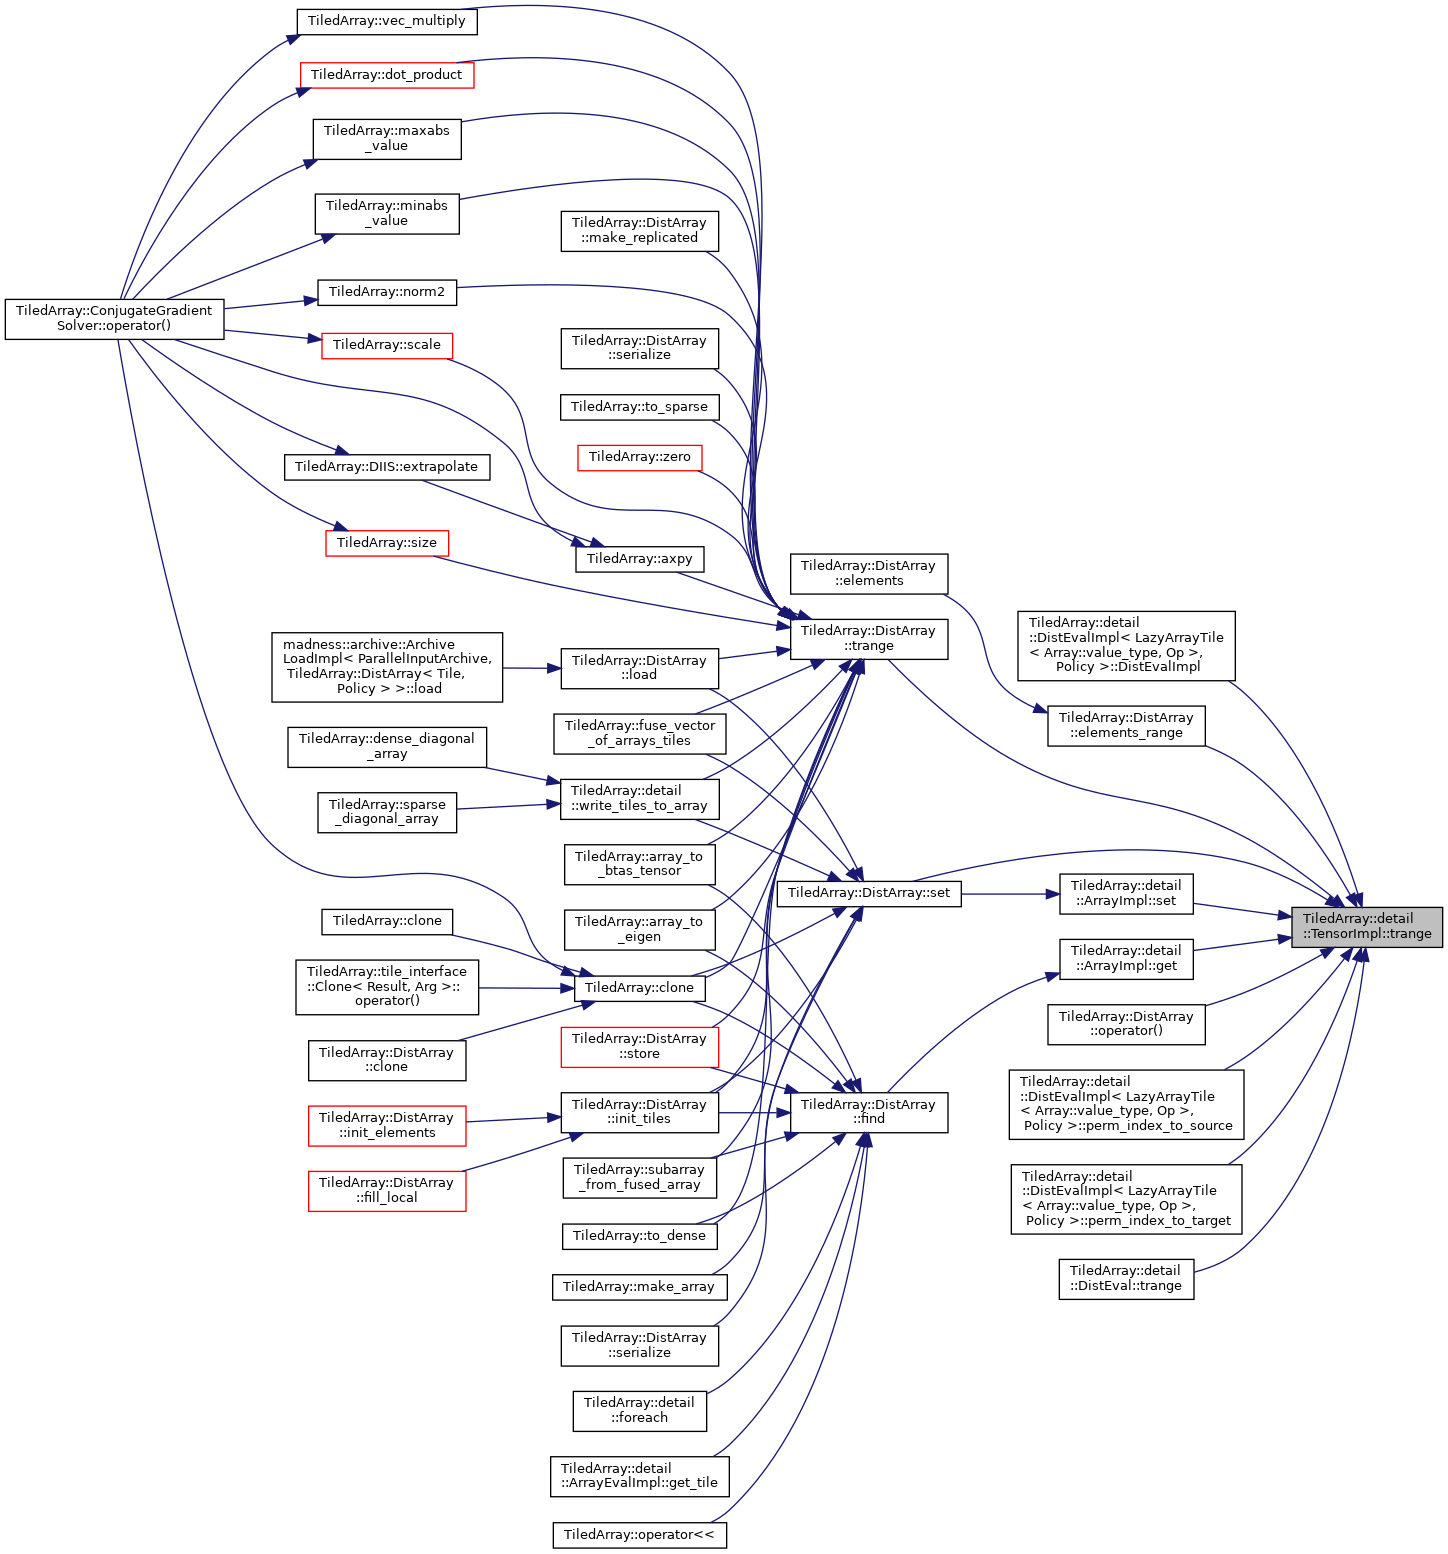 TiledArray::vec_multiply
TiledArray::dot_product
TiledArray::maxabs
_value
TiledArray::minabs
_value
TiledArray::DistArray
::make_replicated
TiledArray::norm2
TiledArray::ConjugateGradient
Solver::operator()
TiledArray::scale
TiledArray::DistArray
::serialize
TiledArray::to_sparse
TiledArray::zero
TiledArray::DIIS::extrapolate
TiledArray::size
TiledArray::axpy
TiledArray::DistArray
::elements
TiledArray::DistArray
::trange
TiledArray::detail
::DistEvalImpl< LazyArrayTile
< Array::value_type, Op >,
Policy >::DistEvalImpl
madness::archive::Archive
LoadImpl< ParallelInputArchive,
TiledArray::DistArray< Tile,
Policy > >::load
TiledArray::DistArray
::load
TiledArray::DistArray
::elements_range
TiledArray::fuse_vector
_of_arrays_tiles
TiledArray::dense_diagonal
_array
TiledArray::detail
::write_tiles_to_array
TiledArray::sparse
_diagonal_array
TiledArray::array_to
_btas_tensor
TiledArray::DistArray::set
TiledArray::detail
::ArrayImpl::set
TiledArray::detail
::TensorImpl::trange
TiledArray::clone
TiledArray::array_to
_eigen
TiledArray::detail
::ArrayImpl::get
TiledArray::tile_interface
::Clone< Result, Arg >::
operator()
TiledArray::clone
TiledArray::DistArray
::operator()
TiledArray::DistArray
::clone
TiledArray::DistArray
::store
TiledArray::detail
::DistEvalImpl< LazyArrayTile
< Array::value_type, Op >,
Policy >::perm_index_to_source
TiledArray::DistArray
::init_elements
TiledArray::DistArray
::init_tiles
TiledArray::DistArray
::find
TiledArray::DistArray
::fill_local
TiledArray::subarray
_from_fused_array
TiledArray::detail
::DistEvalImpl< LazyArrayTile
< Array::value_type, Op >,
Policy >::perm_index_to_target
TiledArray::to_dense
TiledArray::detail
::DistEval::trange
TiledArray::make_array
TiledArray::DistArray
::serialize
TiledArray::detail
::foreach
TiledArray::detail
::ArrayEvalImpl::get_tile
TiledArray::operator<<